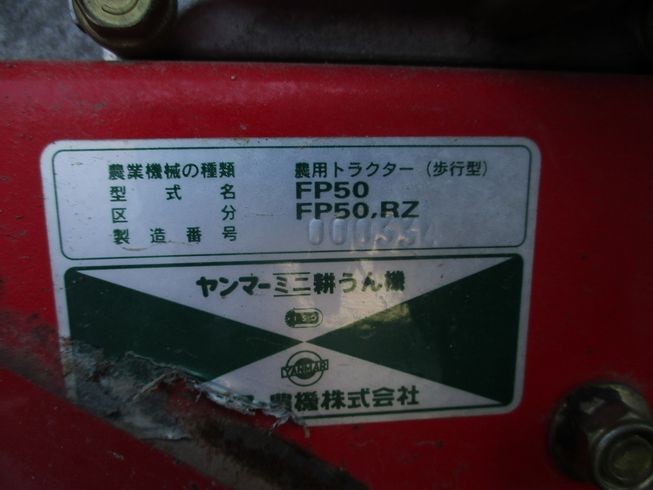 農業機械の種類 農用トラクター(歩行型)
型式名 FP50
区分 FP50,RZ
製造番号 000334
ヤンマーミニ耕うん機
YANMAR
農機株式会社